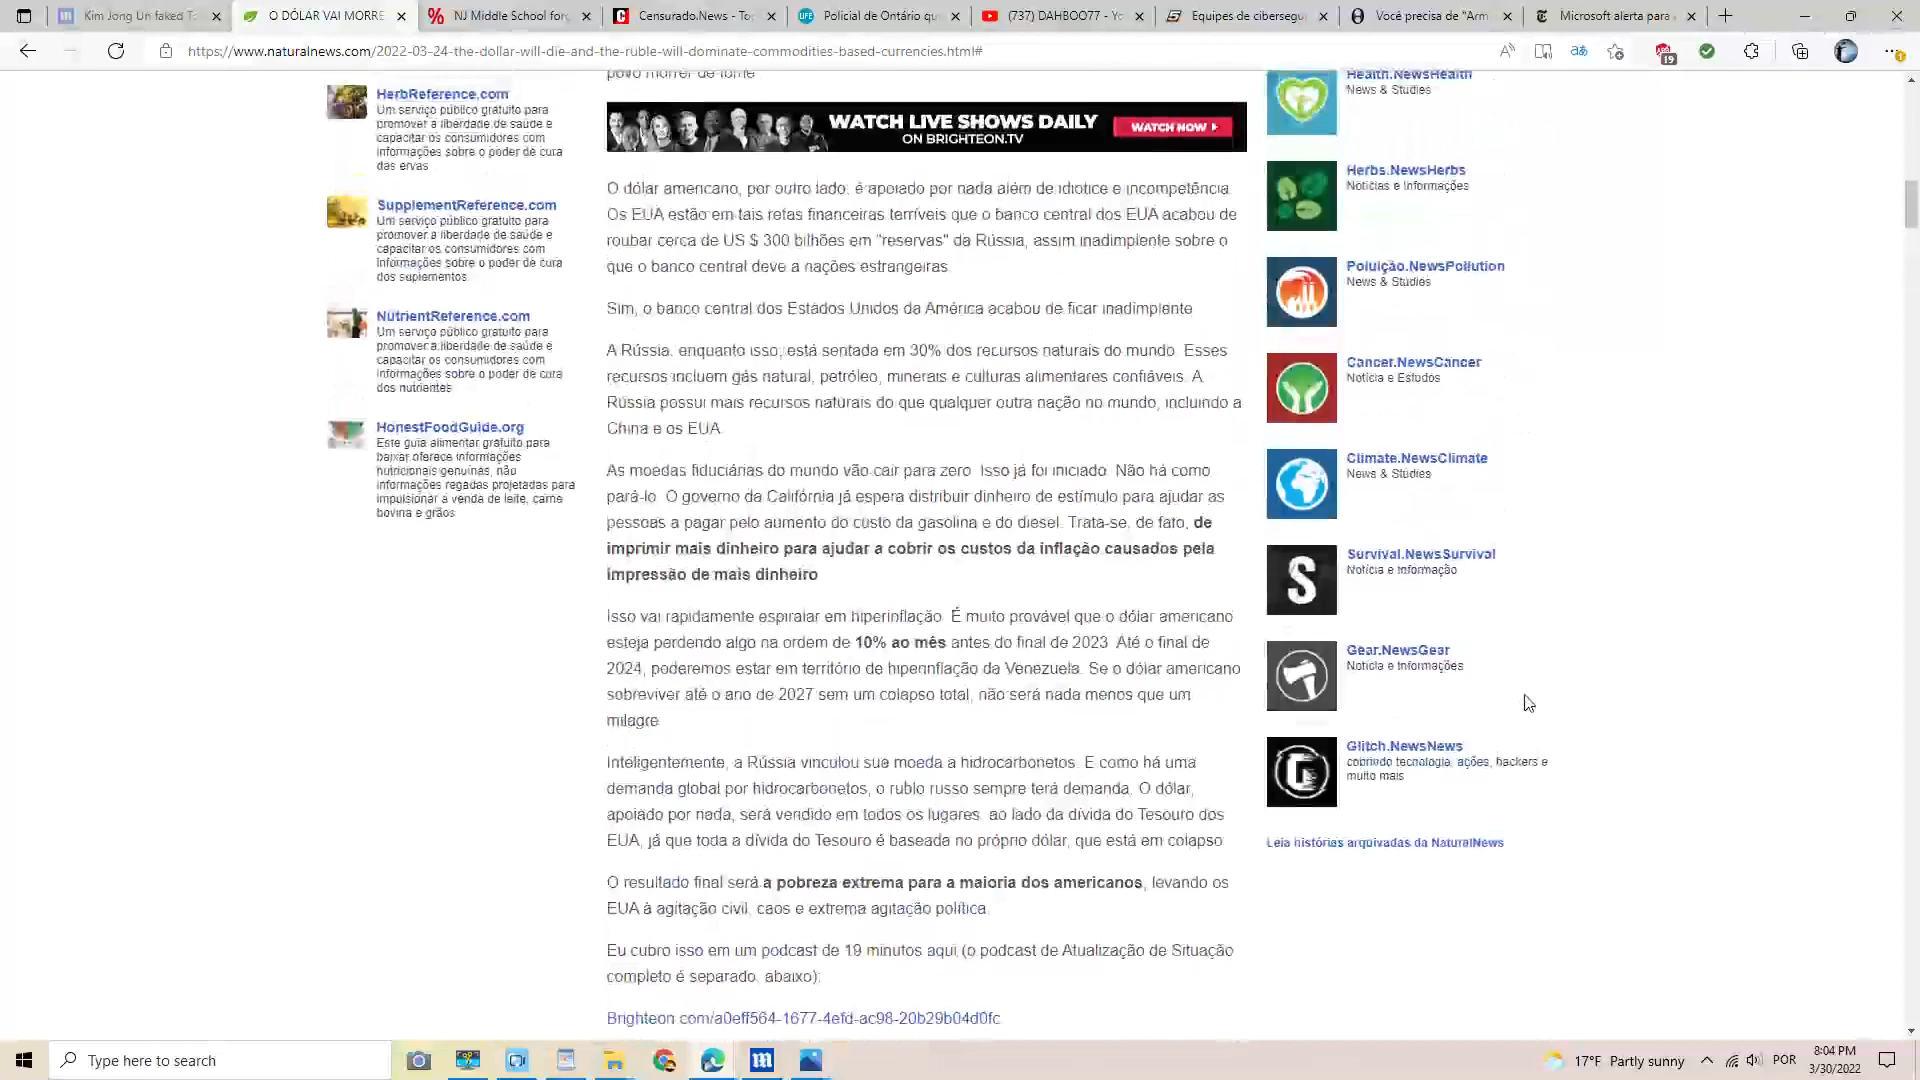 Kim Jong Un faked T
O DÓLAR VAI MORRE
NJ Middle School for
Censurado.News - To
Policial de Ontário qu
(737) DAHBOO77 - Yo
Equipes de cibersegu
Você precisa de "Arm
Microsoft alerta para
https://www.naturalnews.com/2022-03-24-the-dollar-will-die-and-the-ruble-will-dominate-commodities-based-currencies.html#
19
povo morrer de fome
HerbReference.com
Um serviço público gratuito para
promover a liberdade de saúde e
capacitar os consumidores com
informações sobre o poder de cura
das ervas
SupplementReference.com
Um serviço público gratuito para
promover a liberdade de saúde e
capacitar os consumidores com
informações sobre o poder de cura
dos suplementos
NutrientReference.com
Um serviço público gratuito para
promover a liberdade de saúde e
capacitar os consumidores com
informações sobre o poder de cura
dos nutrientes
HonestFoodGuide.org
Este guia alimentar gratuito para
baixar oferece informações
nutricionais genuínas, não
informações regadas projetadas para
impulsionar a venda de leite, carne
bovina e grãos
WATCH LIVE SHOWS DAILY
ON BRIGHTEON.TV
WATCH NOW
O dólar americano, por outro lado, é apoiado por nada além de idiotice e incompetência
Os EUA estão em tais retas financeiras terríveis que o banco central dos EUA acabou de
roubar cerca de US $ 300 bilhões em "reservas" da Rússia, assim inadimplente sobre o
que o banco central deve a nações estrangeiras
Sim, o banco central dos Estados Unidos da América acabou de ficar inadimplente
A Rússia, enquanto isso, está sentada em 30% dos recursos naturais do mundo. Esses
recursos incluem gás natural, petróleo, minerais e culturas alimentares confiáveis. A
Rússia possui mais recursos naturais do que qualquer outra nação no mundo, incluindo a
China e os EUA
As moedas fiduciárias do mundo vão cair para zero. Isso já foi iniciado. Não há como
pará-lo. O governo da Califórnia já espera distribuir dinheiro de estímulo para ajudar as
pessoas a pagar pelo aumento do custo da gasolina e do diesel. Trata-se, de fato, de
imprimir mais dinheiro para ajudar a cobrir os custos da inflação causados pela
impressão de mais dinheiro
Isso vai rapidamente espiralar em hiperinflação. É muito provável que o dólar americano
esteja perdendo algo na ordem de 10% ao mês antes do final de 2023. Até o final de
2024, poderemos estar em território de hiperinflação da Venezuela. Se o dólar americano
sobreviver até o ano de 2027 sem um colapso total, não será nada menos que um
milagre
Inteligentemente, a Rússia vinculou sua moeda a hidrocarbonetos. E como há uma
demanda global por hidrocarbonetos, o rublo russo sempre terá demanda. O dólar,
apoiado por nada, será vendido em todos os lugares, ao lado da dívida do Tesouro dos
EUA, já que toda a dívida do Tesouro é baseada no próprio dólar, que está em colapso
O resultado final será a pobreza extrema para a maioria dos americanos, levando os
EUA à agitação civil, caos e extrema agitação política
Eu cubro isso em um podcast de 19 minutos aqui (o podcast de Atualização de Situação
completo é separado, abaixo):
Brighteon.com/a0eff564-1677-4efd-ac98-20b29b04d0fc
Health.NewsHealth
News & Studies
Herbs.NewsHerbs
Notícias e Informações
Poluição.NewsPollution
News & Studies
Cancer.NewsCancer
Notícia e Estudos
Climate.NewsClimate
News & Studies
Survival.NewsSurvival
Notícia e Informação
Gear.NewsGear
Notícia e Informações
Glitch.NewsNews
cobrindo tecnologia, ações, hackers e
muito mais
Leia histórias arquivadas da NaturalNews
Type here to search
17°F Partly sunny
POR
8:04 PM
3/30/2022